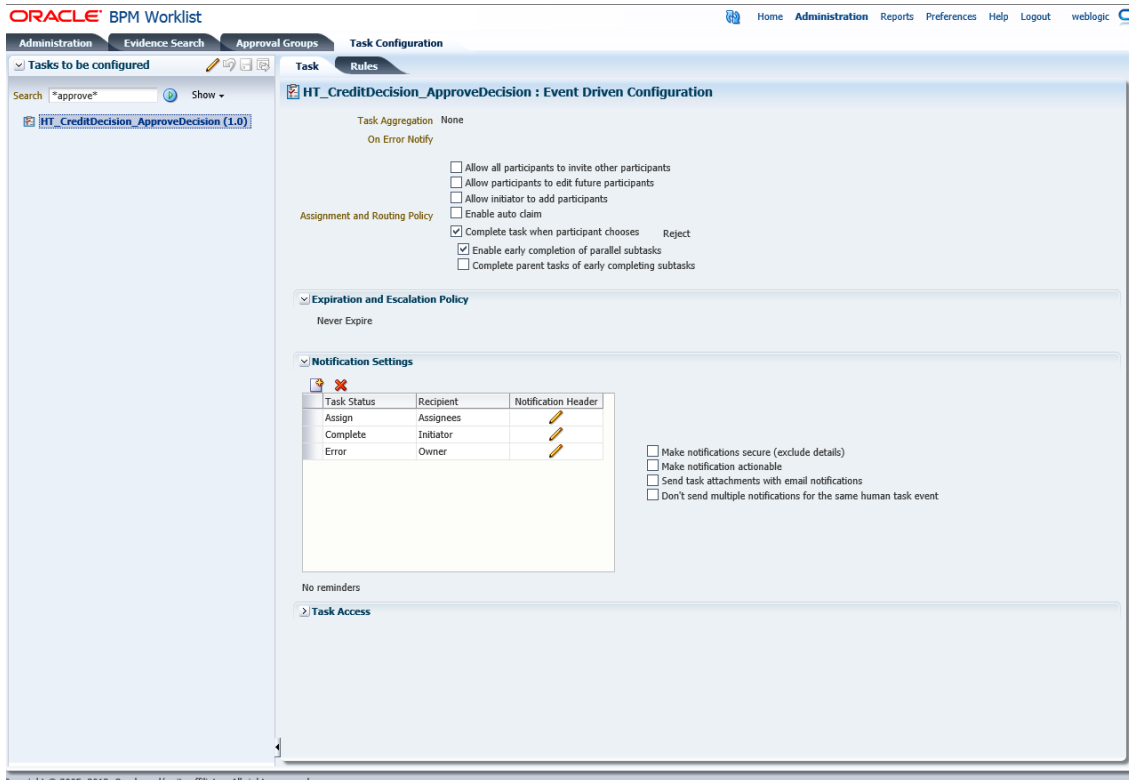 ORACLE BPM Worklist
Home Administration Reports Preferences Help Logout weblogic
Administration Evidence Search Approval Groups Task Configuration
Tasks to be configured
Search *approve* Show
HT_CreditDecision_ApproveDecision (1.0)
Task Rules
HT_CreditDecision_ApproveDecision : Event Driven Configuration
Task Aggregation None
On Error Notify
Allow all participants to invite other participants
Allow participants to edit future participants
Allow initiator to add participants
Assignment and Routing Policy Enable auto claim
Complete task when participant chooses Reject
Enable early completion of parallel subtasks
Complete parent tasks of early completing subtasks
Expiration and Escalation Policy
Never Expire
Notification Settings
Task Status Recipient Notification Header
Assign Assignees
Complete Initiator
Error Owner
Make notifications secure (exclude details)
Make notification actionable
Send task attachments with email notifications
Don't send multiple notifications for the same human task event
No reminders
Task Access